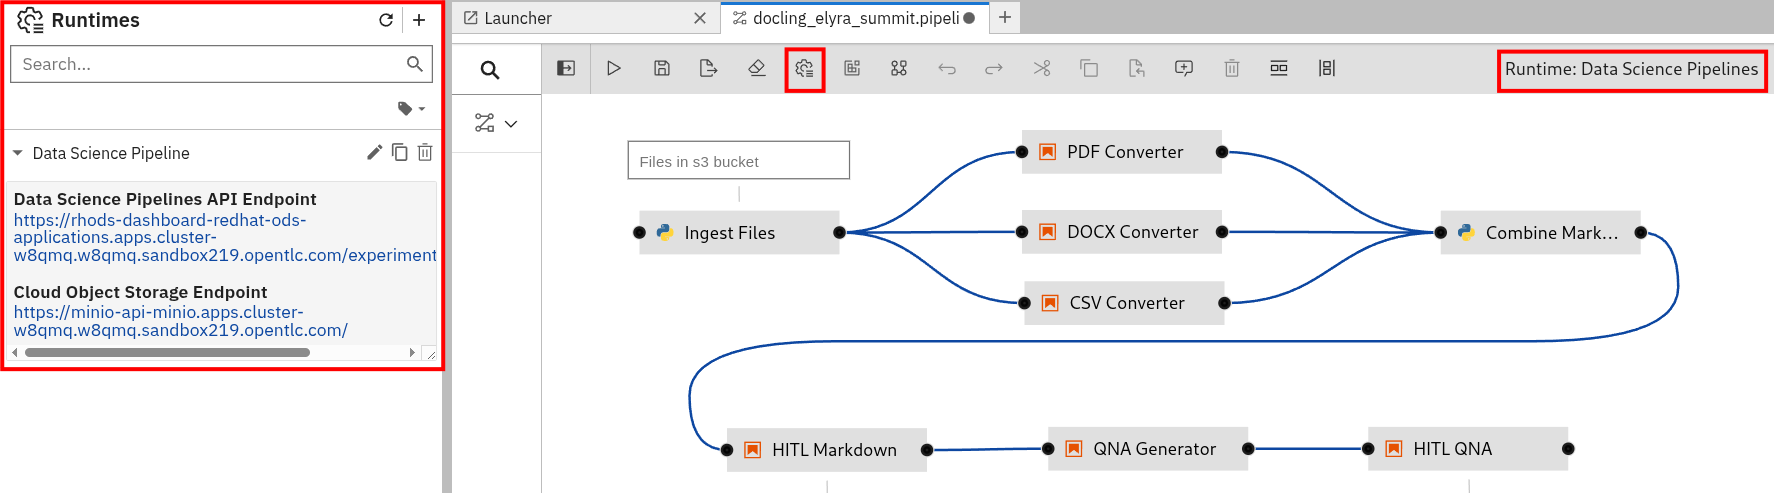 Runtimes
Search...
Data Science Pipeline
Data Science Pipelines API Endpoint
https://rhods-dashboard-redhat-ods-
applications.apps.cluster-
w8qmq.w8qmq.sandbox219.opentlc.com/experiment
Cloud Object Storage Endpoint
https://minio-api-minio.apps.cluster-
w8qmq.w8qmq.sandbox219.opentlc.com/
Launcher
docling_elyra_summit.pipeli
Runtime: Data Science Pipelines
Files in s3 bucket
Ingest Files
PDF Converter
DOCX Converter
CSV Converter
Combine Mark...
HITL Markdown
QNA Generator
HITL QNA